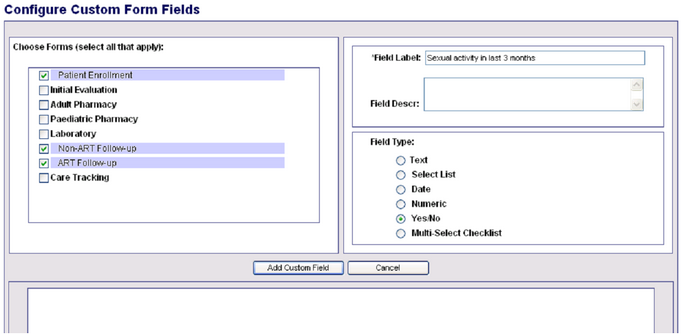 Configure Custom Form Fields
Choose Forms (select all that apply):
Patient Enrollment
Initial Evaluation
Adult Pharmacy
Paediatric Pharmacy
Laboratory
Non-ART Follow-up
ART Follow-up
Care Tracking
*Field Label: Sexual activity in last 3 months
Field Descr:
Field Type:
Text
Select List
Date
Numeric
Yes/No
Multi-Select Checklist
Add Custom Field
Cancel